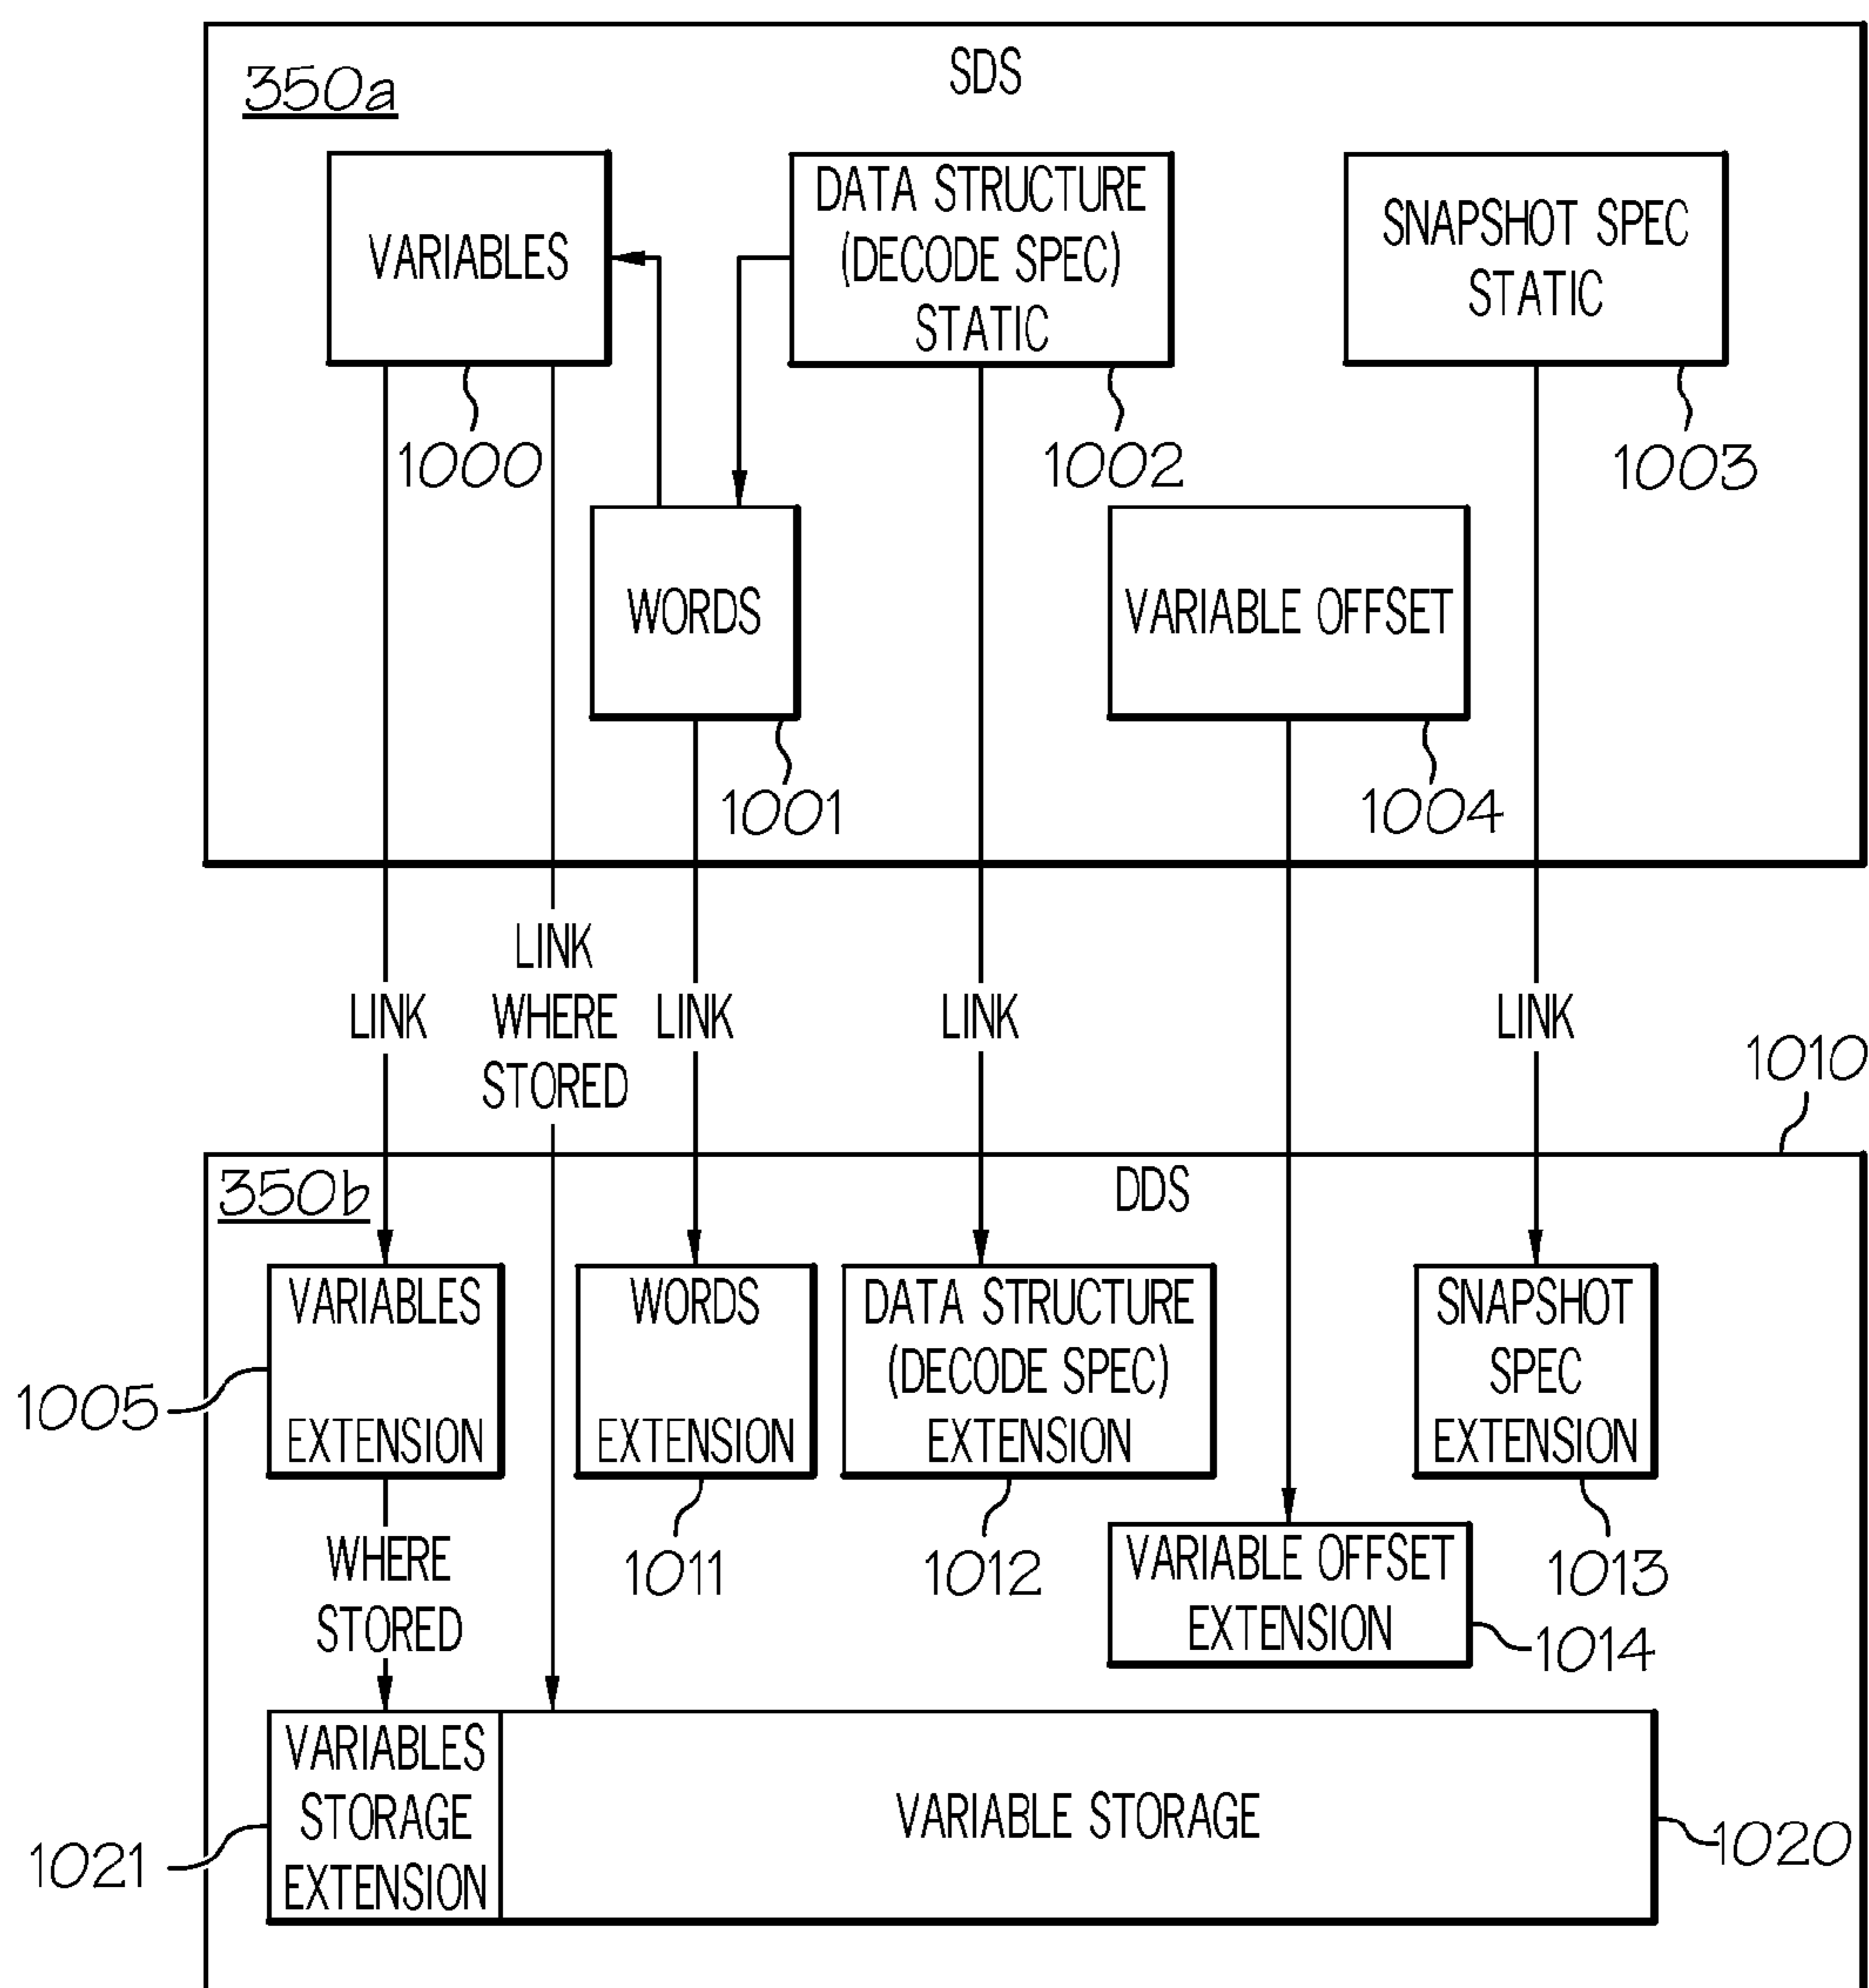 SDS
350a
VARIABLES
DATA STRUCTURE
(DECODE SPEC)
STATIC
SNAPSHOT SPEC
STATIC
1000
1002
1003
WORDS
VARIABLE OFFSET
1001
1004
LINK
LINK
WHERE
STORED
LINK
LINK
LINK
1010
350b
DDS
VARIABLES
EXTENSION
WORDS
EXTENSION
DATA STRUCTURE
(DECODE SPEC)
EXTENSION
SNAPSHOT
SPEC
EXTENSION
1005
WHERE
STORED
1011
1012
VARIABLE OFFSET
EXTENSION
1013
1014
VARIABLES
STORAGE
EXTENSION
VARIABLE STORAGE
1021
1020